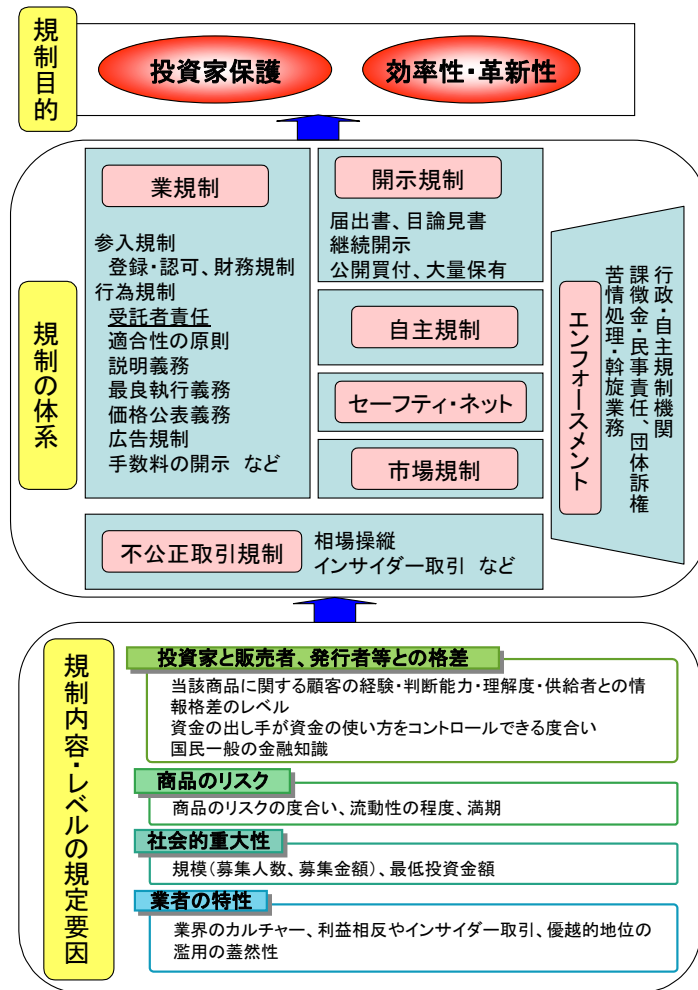 規制目的
投資家保護
効率性・革新性
規制の体系
業規制
参入規制
登録・認可、財務規制
行為規制
受託者責任
適合性の原則
説明義務
最良執行義務
価格公表義務
広告規制
手数料の開示 など
開示規制
届出書、目論見書
継続開示
公開買付、大量保有
自主規制
セーフティ・ネット
市場規制
不公正取引規制
相場操縦
インサイダー取引 など
エンフォースメント
行政・自主規制機関
課徴金・民事責任、団体訴権
苦情処理・斡旋業務
規制内容・レベルの規定要因
投資家と販売者、発行者等との格差
当該商品に関する顧客の経験・判断能力・理解度・供給者との情
報格差のレベル
資金の出し手が資金の使い方をコントロールできる度合い
国民一般の金融知識
商品のリスク
商品のリスクの度合い、流動性の程度、満期
社会的重大性
規模（募集人数、募集金額）、最低投資金額
業者の特性
業界のカルチャー、利益相反やインサイダー取引、優越的地位の
濫用の蓋然性